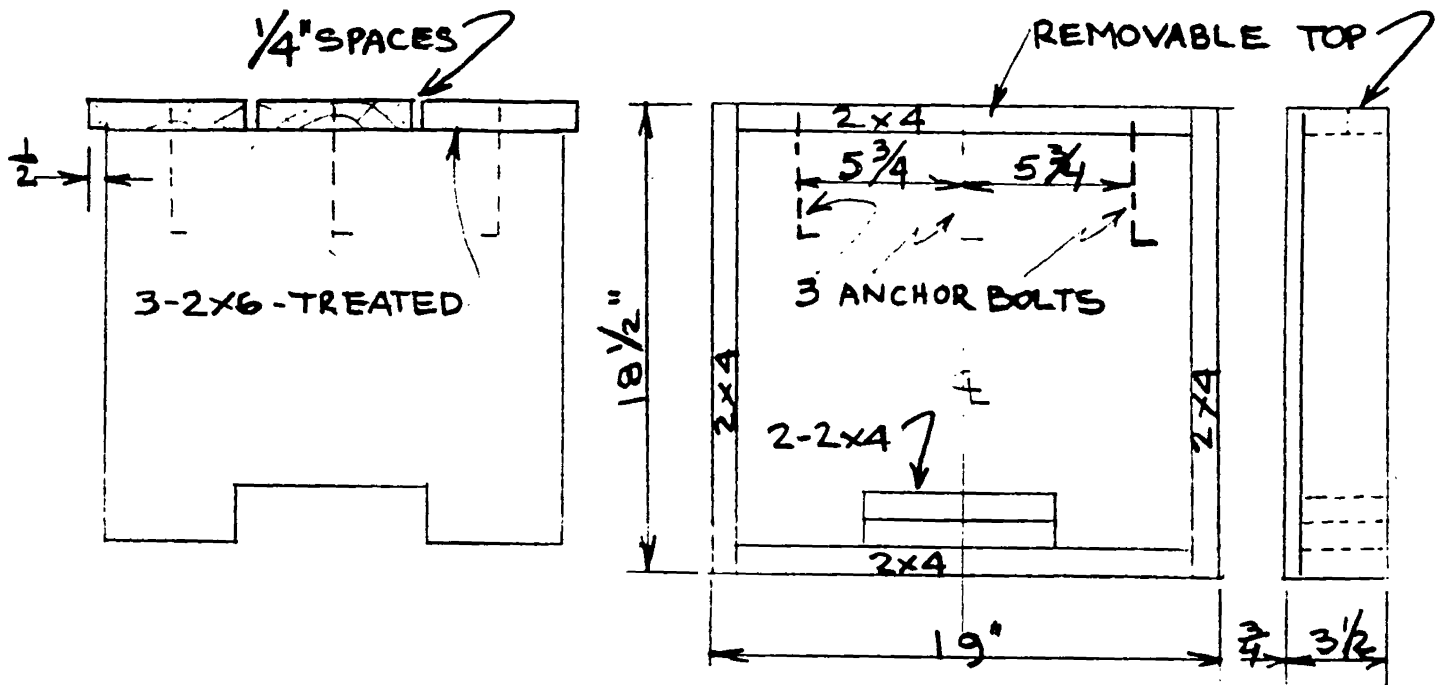 1/4" SPACES
REMOVABLE TOP
2x4
1/2
5 3/4
5 3/4
3-2x6-TREATED
3 ANCHOR BOLTS
18 1/2"
2x4
2x4
℄
2-2x4
2x4
19"
3/4
3 1/2